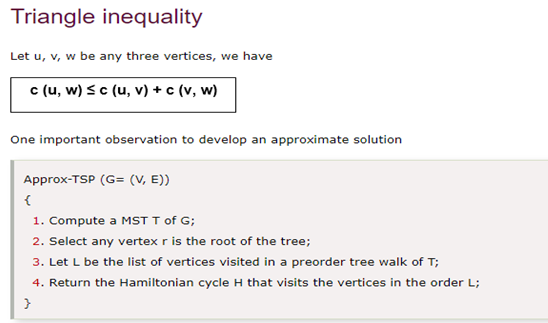 Triangle inequality
Let u, v, w be any three vertices, we have
c (u, w) ≤ c (u, v) + c (v, w)
One important observation to develop an approximate solution
Approx-TSP (G= (V, E))
{
1. Compute a MST T of G;
2. Select any vertex r is the root of the tree;
3. Let L be the list of vertices visited in a preorder tree walk of T;
4. Return the Hamiltonian cycle H that visits the vertices in the order L;
}